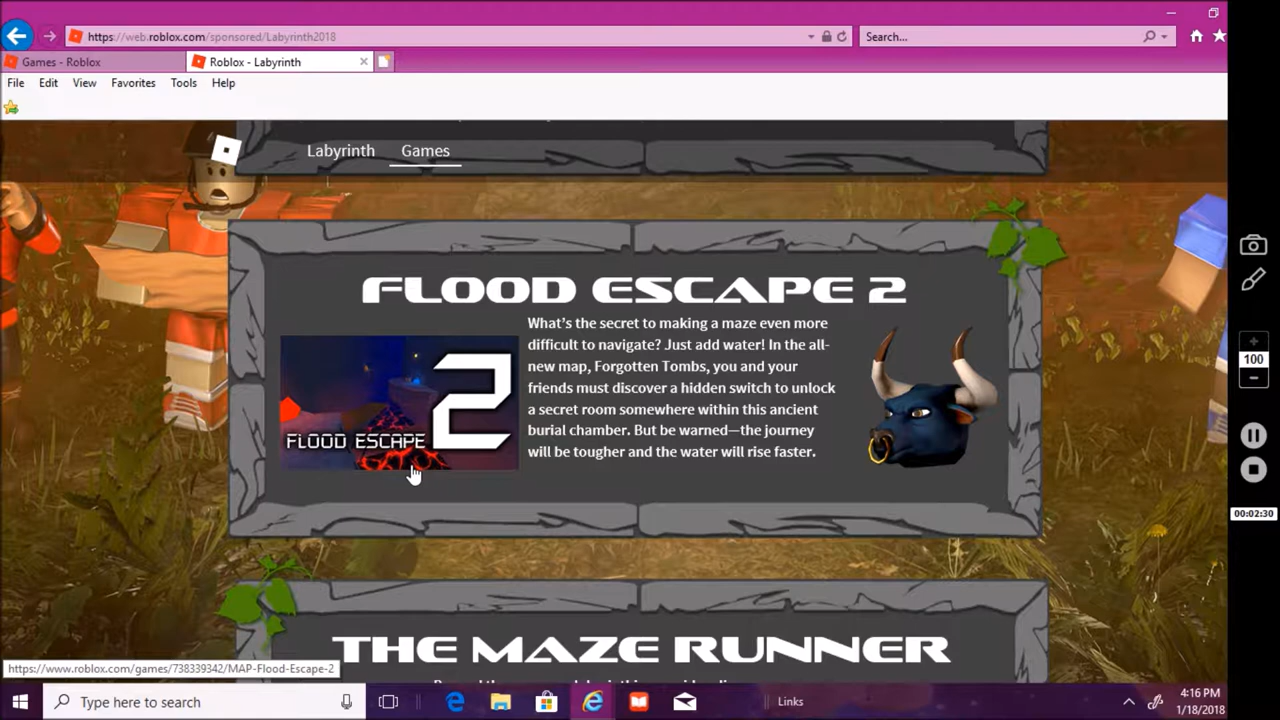 https://web.roblox.com/sponsored/Labyrinth2018
Search...
Games - Roblox
Roblox - Labyrinth
File Edit View Favorites Tools Help
Labyrinth Games
FLOOD ESCAPE 2
What's the secret to making a maze even more
difficult to navigate? Just add water! In the all-
new map, Forgotten Tombs, you and your
friends must discover a hidden switch to unlock
a secret room somewhere within this ancient
burial chamber. But be warned—the journey
will be tougher and the water will rise faster.
FLOOD ESCAPE 2
100
00:02:30
THE MAZE RUNNER
https://www.roblox.com/games/738339342/MAP-Flood-Escape-2
Type here to search
Links
4:16 PM
1/18/2018